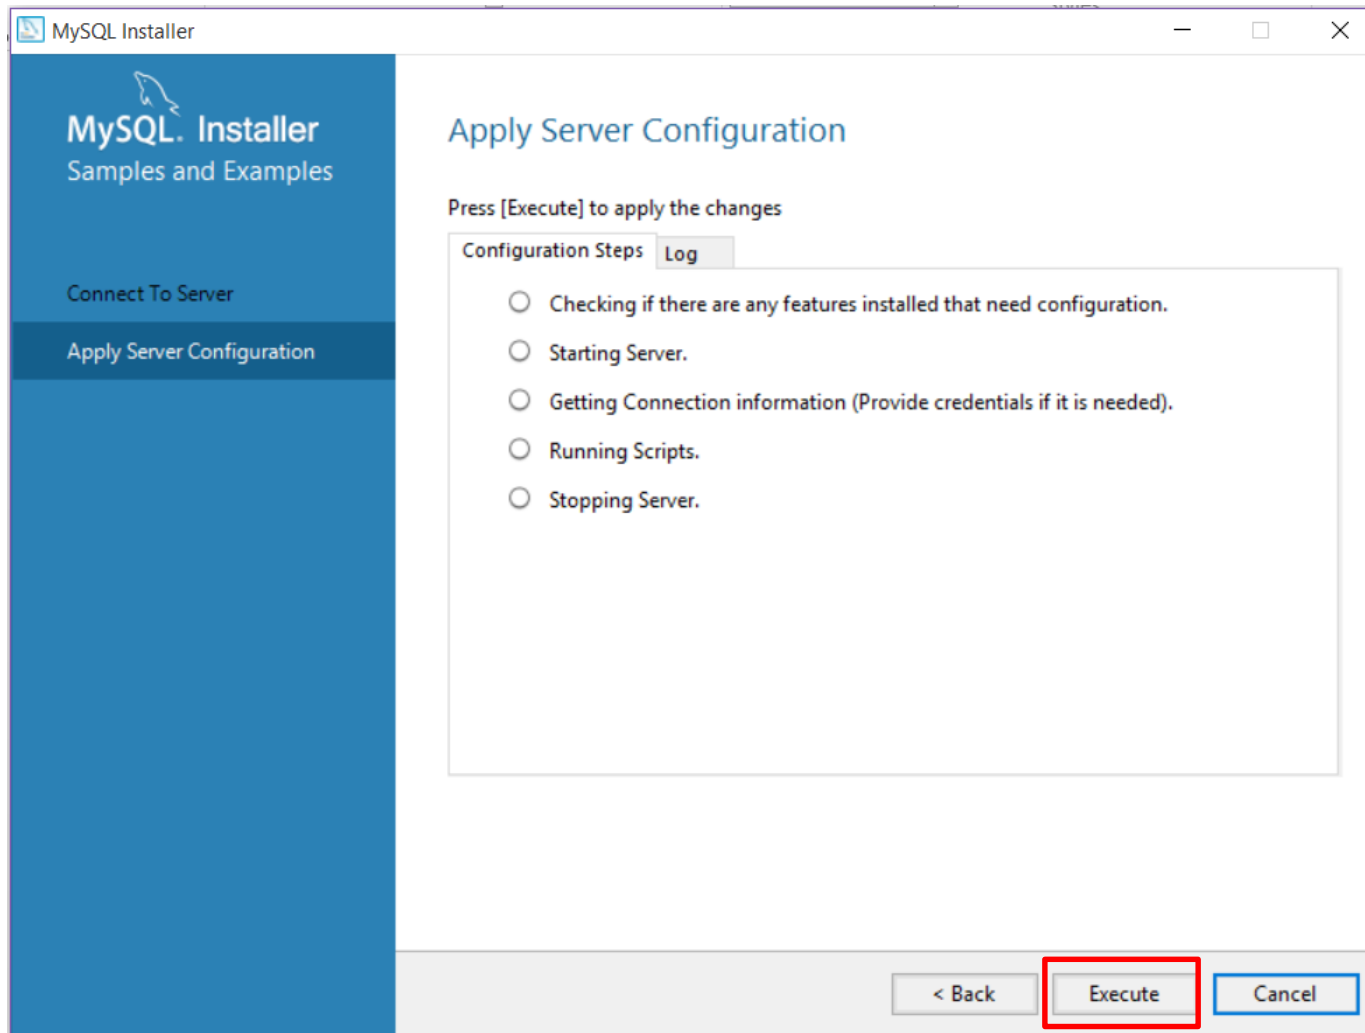 MySQL Installer
MySQL. Installer
Samples and Examples
Connect To Server
Apply Server Configuration
Apply Server Configuration
Press [Execute] to apply the changes
Configuration Steps
Log
Checking if there are any features installed that need configuration.
Starting Server.
Getting Connection information (Provide credentials if it is needed).
Running Scripts.
Stopping Server.
< Back
Execute
Cancel